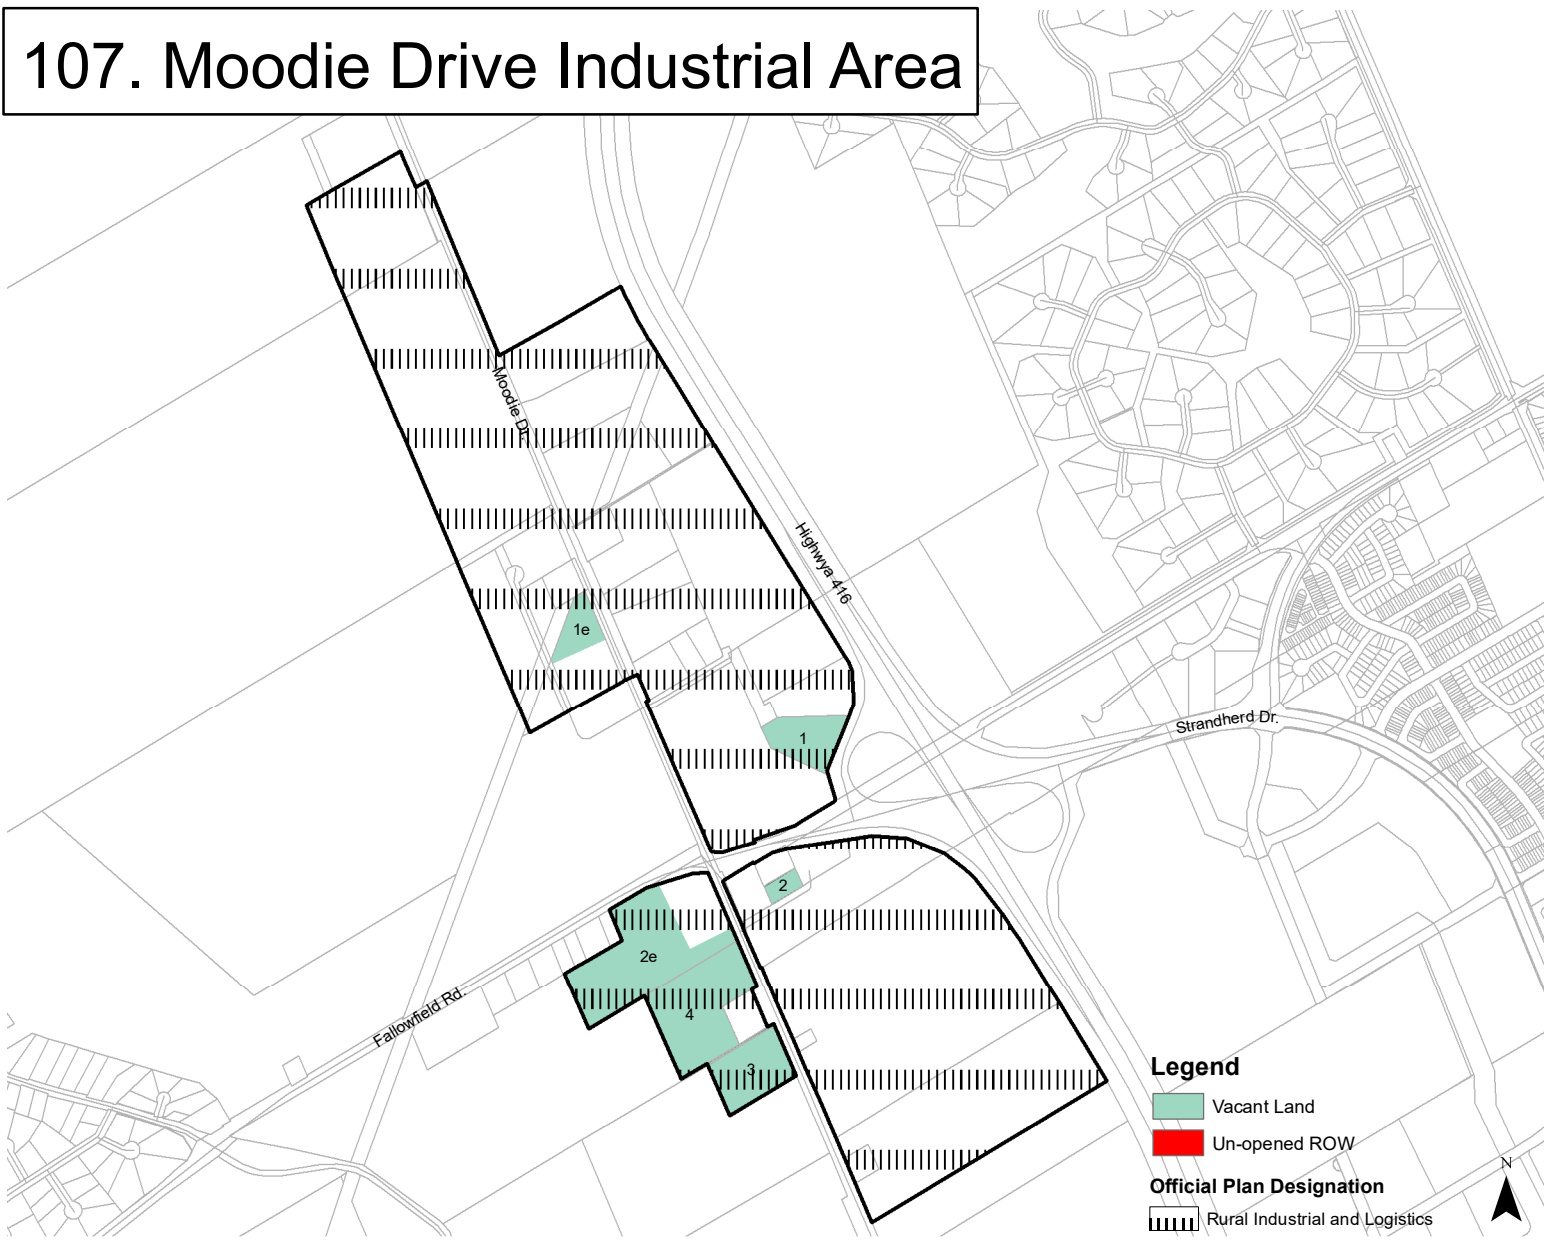 107. Moodie Drive Industrial Area
Moodie Dr.
Highwya 416
1e
1
Strandherd Dr.
2
2e
4
3
Fallowfield Rd.
Legend
Vacant Land
Un-opened ROW
Official Plan Designation
Rural Industrial and Logistics
N